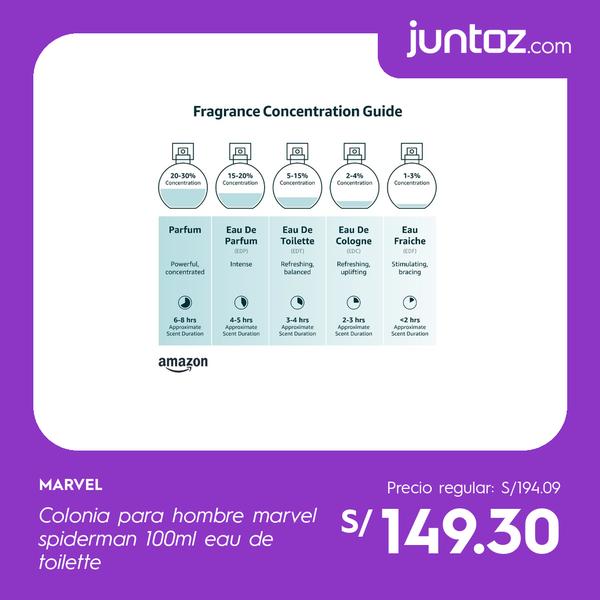 juntoz.com
Fragrance Concentration Guide
20-30%
Concentration
15-20%
Concentration
5-15%
Concentration
2-4%
Concentration
1-3%
Concentration
Parfum
Powerful,
concentrated
6-8 hrs
Approximate
Scent Duration
Eau De
Parfum
(EDP)
Intense
4-5 hrs
Approximate
Scent Duration
Eau De
Toilette
(EDT)
Refreshing,
balanced
3-4 hrs
Approximate
Scent Duration
Eau De
Cologne
(EDC)
Refreshing,
uplifting
2-3 hrs
Approximate
Scent Duration
Eau
Fraiche
(EDF)
Stimulating,
bracing
<2 hrs
Approximate
Scent Duration
amazon
MARVEL
Colonia para hombre marvel
spiderman 100ml eau de
toilette
Precio regular: S/194.09
S/149.30